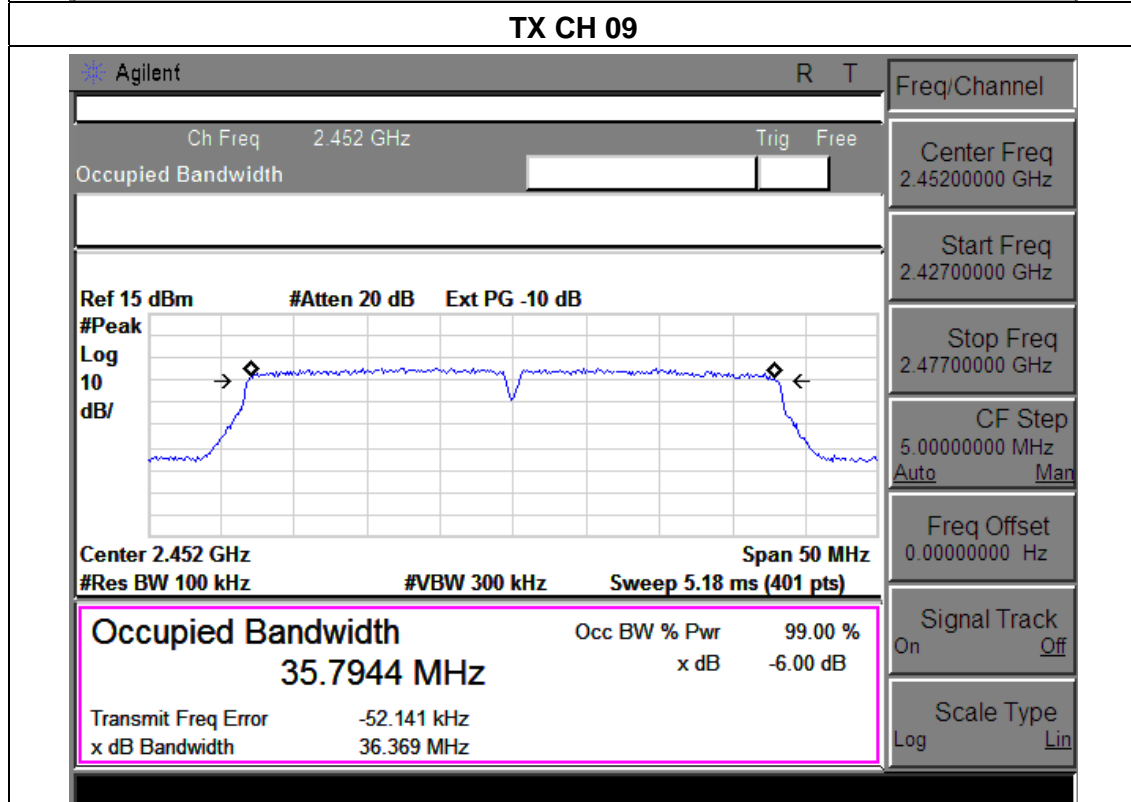 TX CH 09
Agilent R T
Ch Freq 2.452 GHz Trig Free
Occupied Bandwidth
Ref 15 dBm #Atten 20 dB Ext PG -10 dB
#Peak
Log
10
dB/
Center 2.452 GHz Span 50 MHz
#Res BW 100 kHz #VBW 300 kHz Sweep 5.18 ms (401 pts)
Occupied Bandwidth
35.7944 MHz
Occ BW % Pwr 99.00 %
x dB -6.00 dB
Transmit Freq Error -52.141 kHz
x dB Bandwidth 36.369 MHz
Freq/Channel
Center Freq
2.45200000 GHz
Start Freq
2.42700000 GHz
Stop Freq
2.47700000 GHz
CF Step
5.00000000 MHz
Auto Man
Freq Offset
0.00000000 Hz
Signal Track
On Off
Scale Type
Log Lin